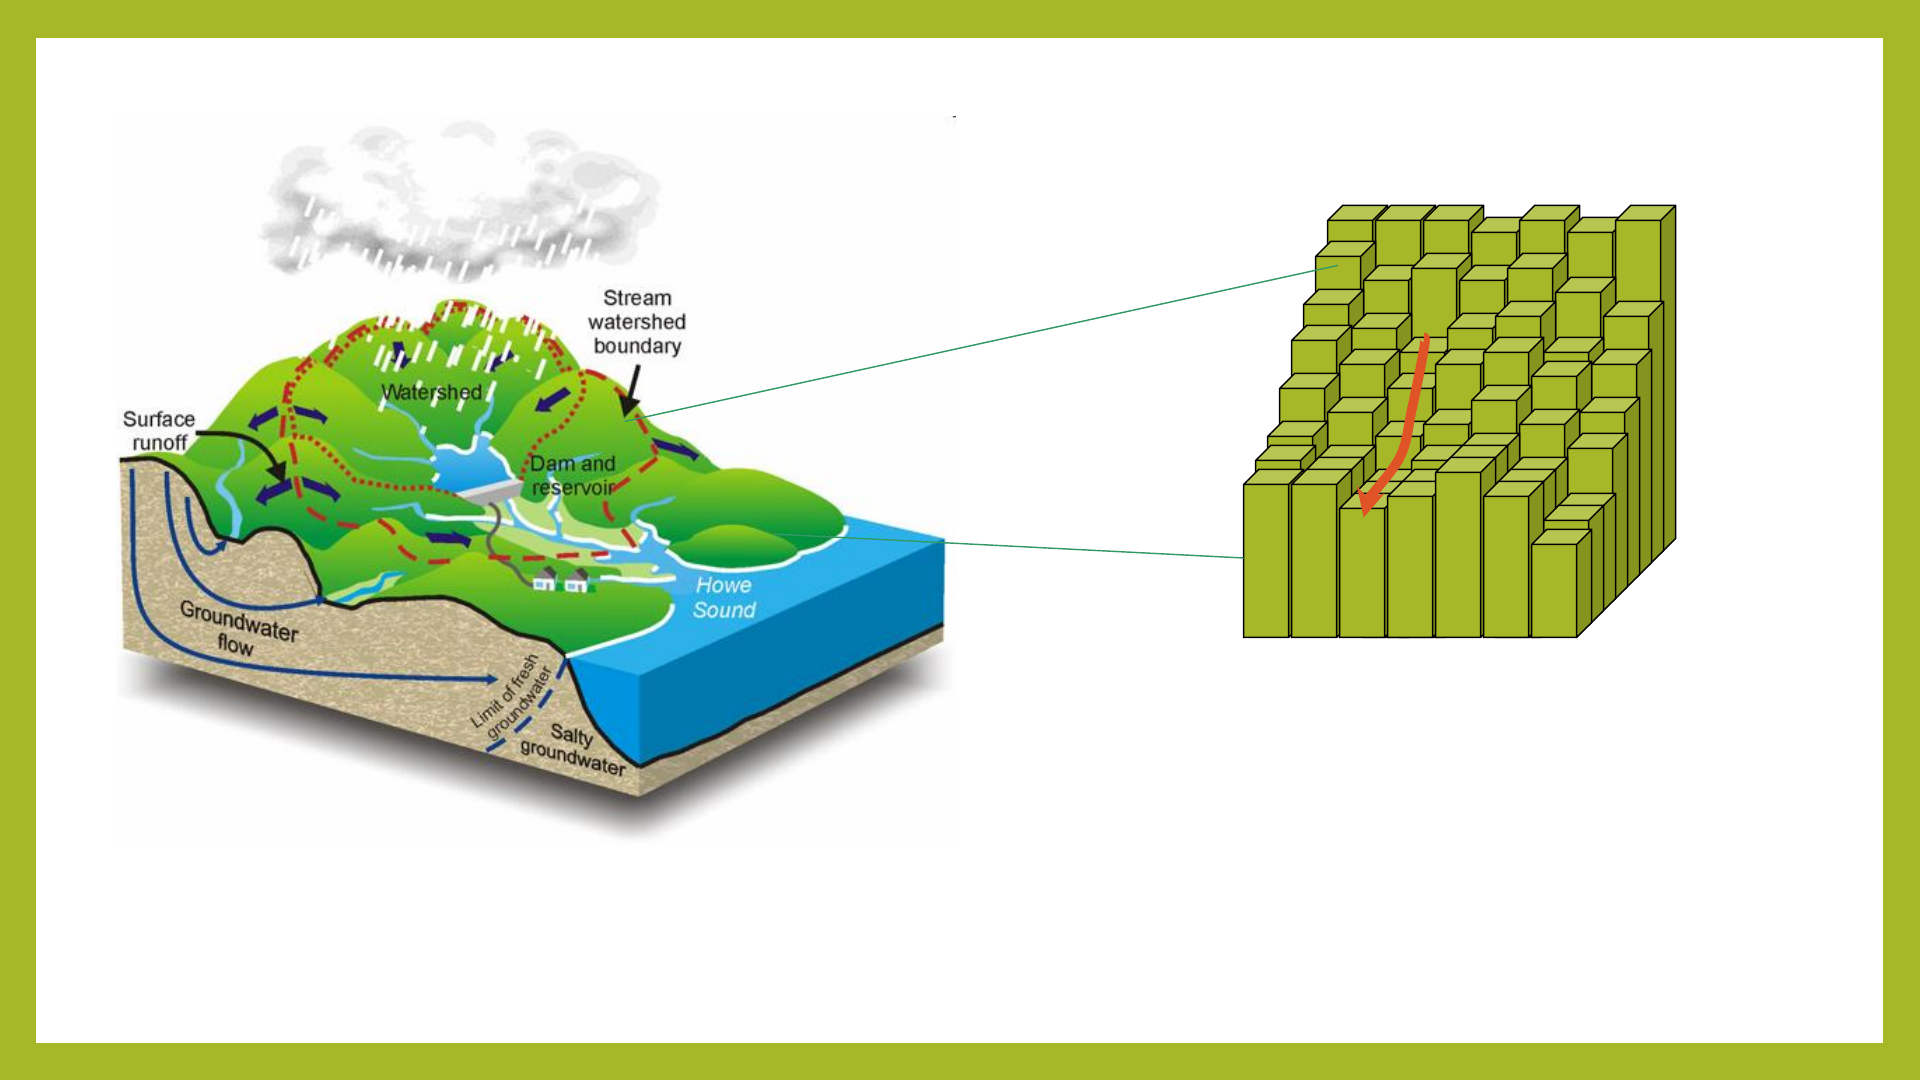 Stream
watershed
boundary
Watershed
Surface
runoff
Dam and
reservoir
Howe
Sound
Groundwater
flow
Limit of fresh
groundwater
Salty
groundwater